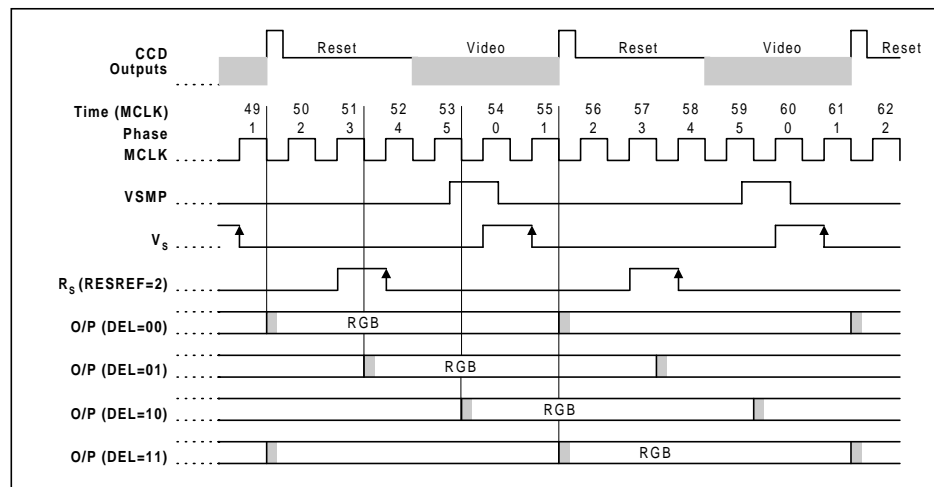 CCD Outputs Reset Video Reset Video Reset
Time (MCLK) 49 50 51 52 53 54 55 56 57 58 59 60 61 62
Phase 1 2 3 4 5 0 1 2 3 4 5 0 1 2
MCLK
VSMP
VS
RS (RESREF=2)
O/P (DEL=00) RGB
O/P (DEL=01) RGB
O/P (DEL=10) RGB
O/P (DEL=11) RGB